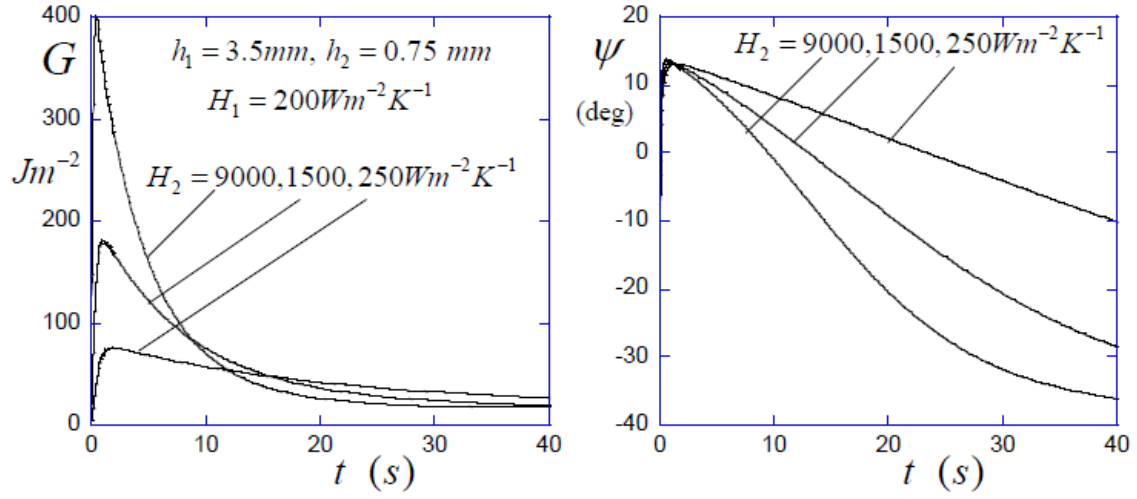 400
G
h₁ = 3.5mm, h₂ = 0.75 mm
300
H₁ = 200Wm⁻²K⁻¹
Jm⁻²
H₂ = 9000,1500,250Wm⁻²K⁻¹
200
100
0
0 10 20 30 40
t (s)
20
ψ
H₂ = 9000,1500,250Wm⁻²K⁻¹
10
(deg)
0
-10
-20
-30
-40
0 10 20 30 40
t (s)